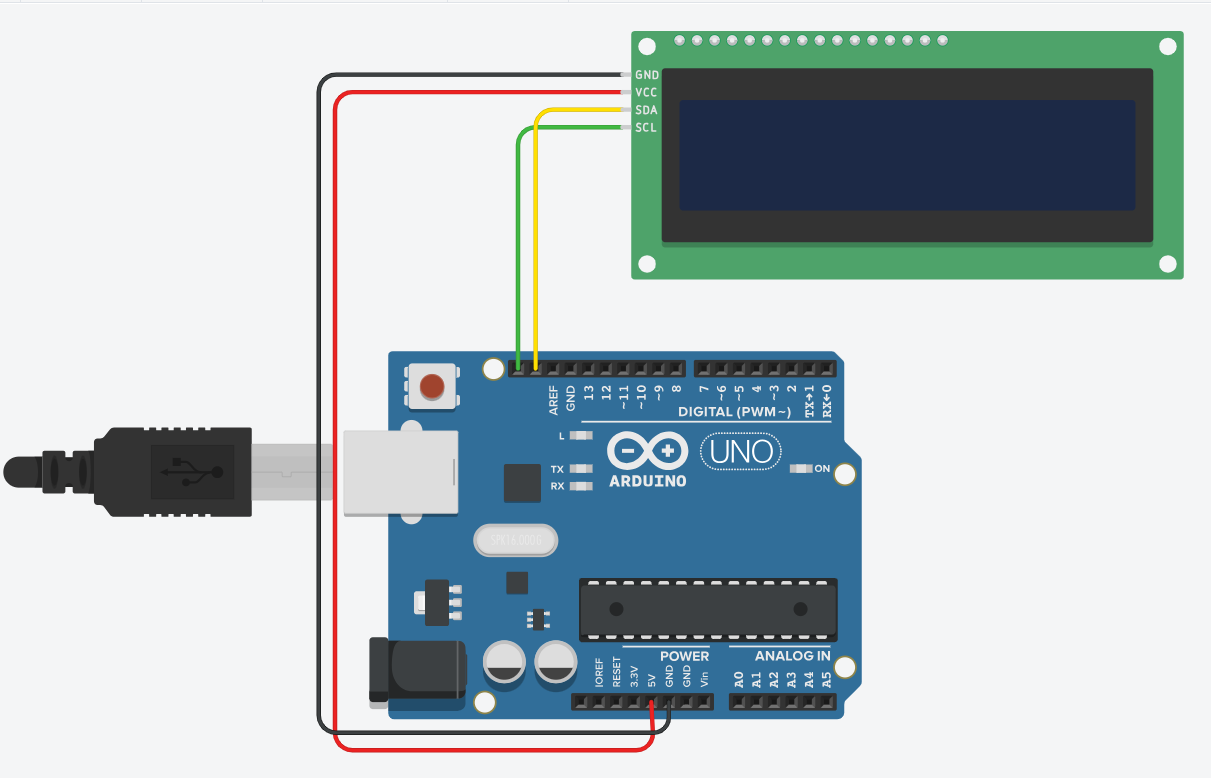 GND
VCC
SDA
SCL
AREF
GND
13
12
~11
~10
~9
8
7
~6
~5
4
~3
2
TX→1
RX←0
DIGITAL (PWM~)
L
TX
RX
UNO
ON
ARDUINO
POWER
ANALOG IN
IOREF
RESET
3.3V
5V
GND
GND
Vin
A0
A1
A2
A3
A4
A5